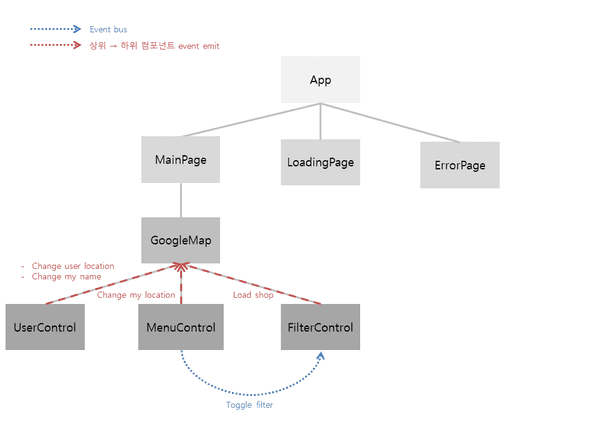 Event bus
상위 → 하위 컴포넌트 event emit
App
MainPage
LoadingPage
ErrorPage
GoogleMap
- Change user location
- Change my name
Change my location
Load shop
UserControl
MenuControl
FilterControl
Toggle filter